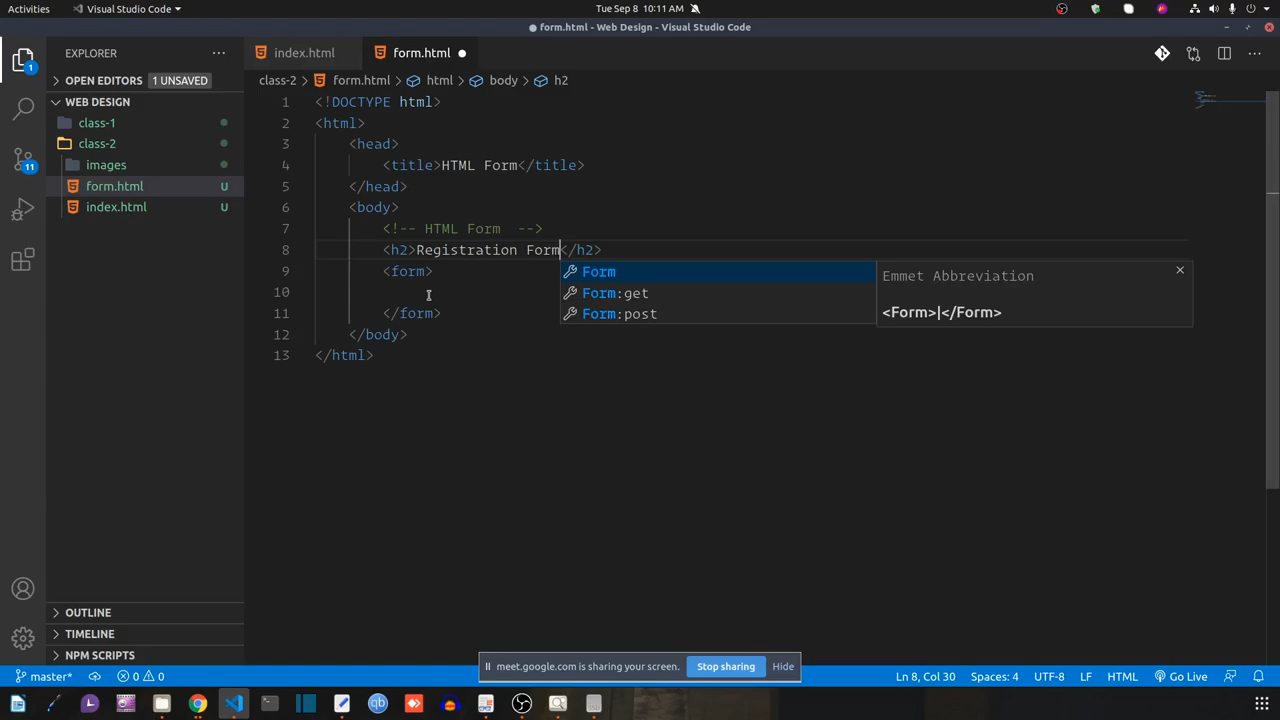 Activities
Visual Studio Code
Tue Sep 8 10:11 AM
● form.html - Web Design - Visual Studio Code
EXPLORER
index.html
form.html
OPEN EDITORS 1 UNSAVED
class-2 > form.html > html > body > h2
WEB DESIGN
class-1
class-2
images
form.html U
index.html U
1
11
1 <!DOCTYPE html>
2 <html>
3 <head>
4 <title>HTML Form</title>
5 </head>
6 <body>
7 <!-- HTML Form -->
8 <h2>Registration Form</h2>
9 <form>
10
11 </form>
12 </body>
13 </html>
Form
Form:get
Form:post
Emmet Abbreviation
<Form>|</Form>
OUTLINE
TIMELINE
NPM SCRIPTS
meet.google.com is sharing your screen. Stop sharing Hide
master* 0 0 Ln 8, Col 30 Spaces: 4 UTF-8 LF HTML Go Live
qb